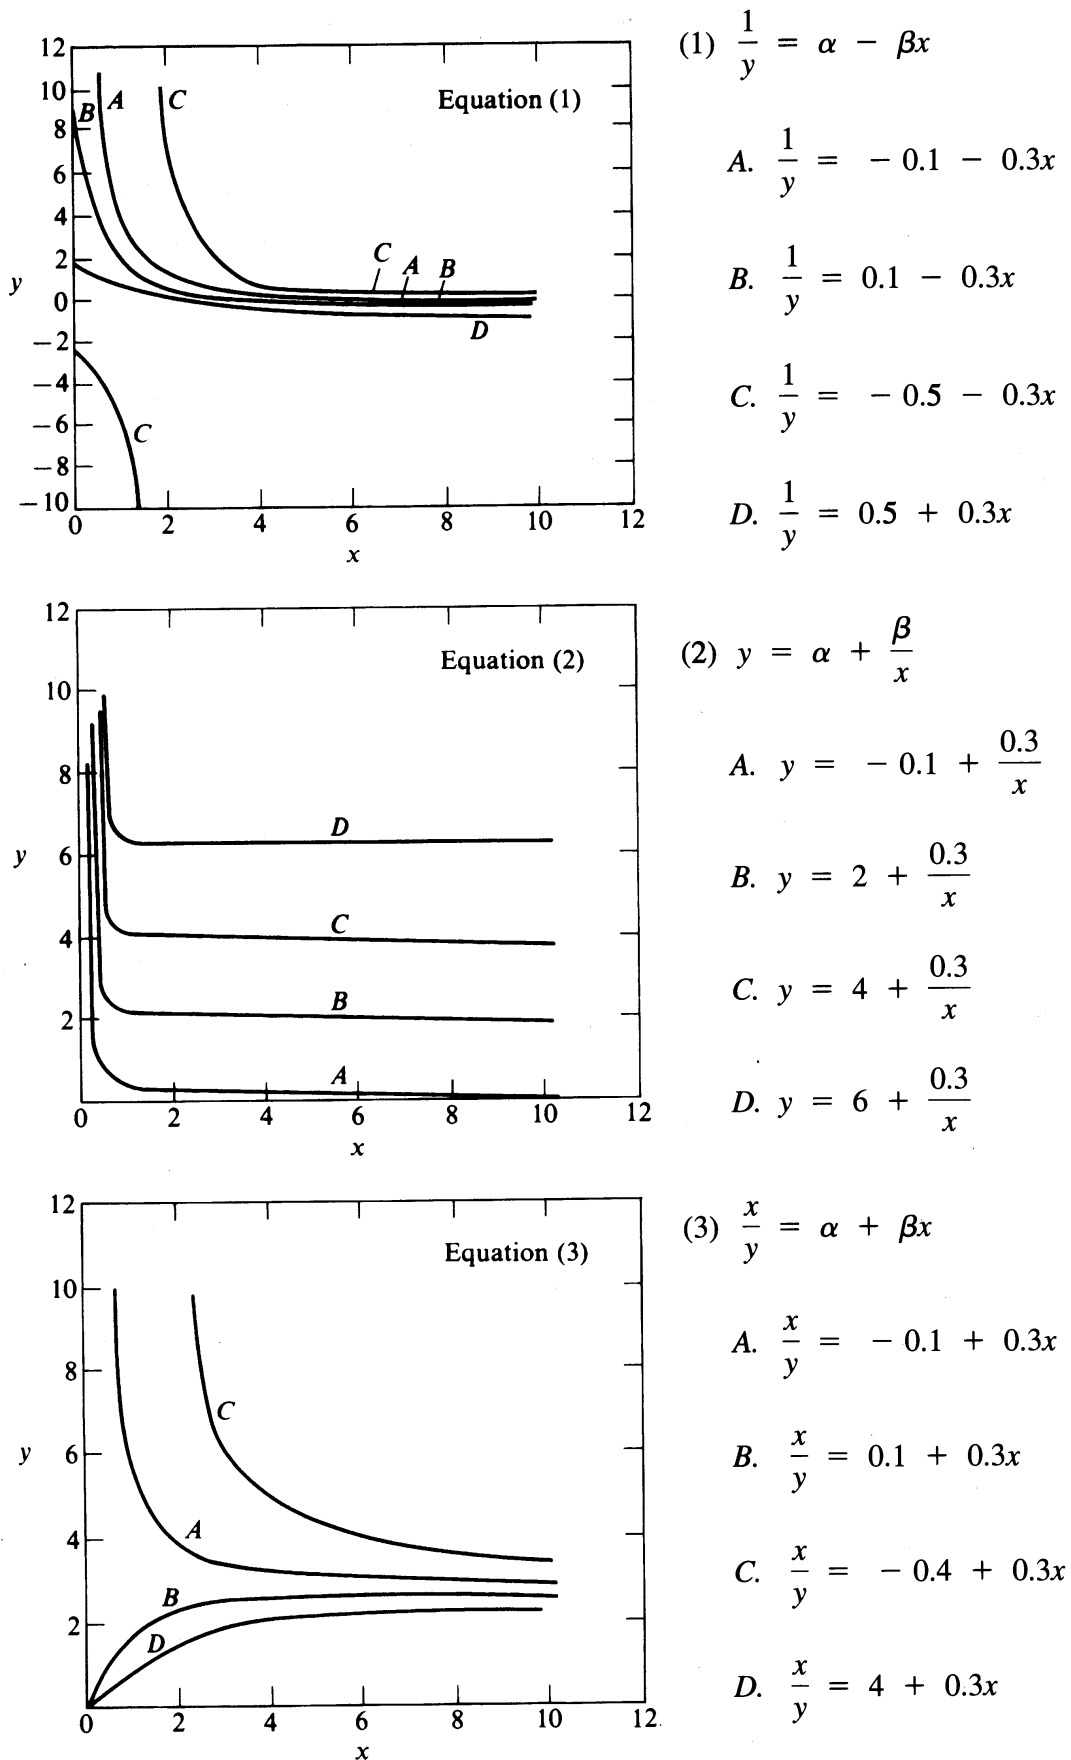 12
10
8
6
4
2
0
−2
−4
−6
−8
−10
y
B A C
Equation (1)
C A B
D
C
0 2 4 6 8 10 12
x
(1) 1/y = α − βx
A. 1/y = − 0.1 − 0.3x
B. 1/y = 0.1 − 0.3x
C. 1/y = − 0.5 − 0.3x
D. 1/y = 0.5 + 0.3x
12
10
8
6
4
2
y
Equation (2)
D
C
B
A
0 2 4 6 8 10 12
x
(2) y = α + β/x
A. y = − 0.1 + 0.3/x
B. y = 2 + 0.3/x
C. y = 4 + 0.3/x
D. y = 6 + 0.3/x
12
10
8
6
4
2
y
Equation (3)
C
A
B
D
0 2 4 6 8 10 12
x
(3) x/y = α + βx
A. x/y = − 0.1 + 0.3x
B. x/y = 0.1 + 0.3x
C. x/y = − 0.4 + 0.3x
D. x/y = 4 + 0.3x